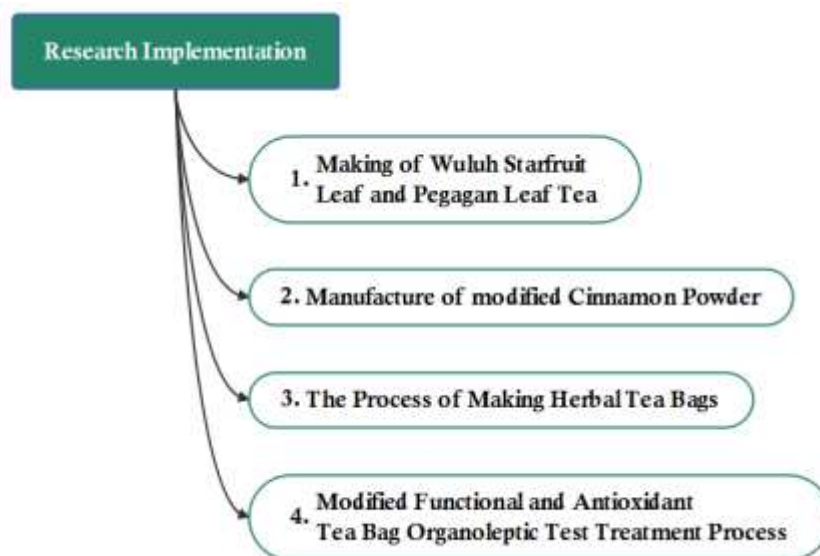 Research Implementation
1. Making of Wuluh Starfruit
Leaf and Pegagan Leaf Tea
2. Manufacture of modified Cinnamon Powder
3. The Process of Making Herbal Tea Bags
4. Modified Functional and Antioxidant
Tea Bag Organoleptic Test Treatment Process